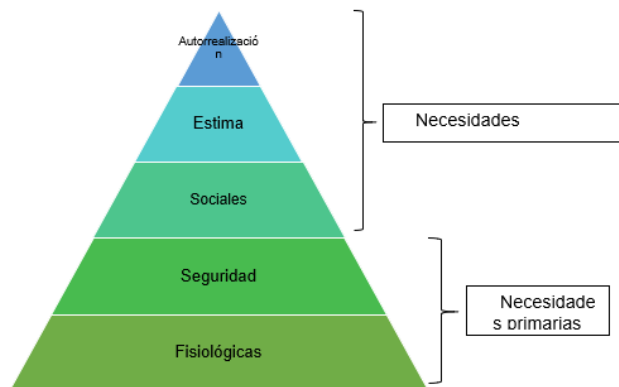 Autorrealizació
n
Estima
Necesidades
Sociales
Seguridad
Necesidade
s primarias
Fisiológicas